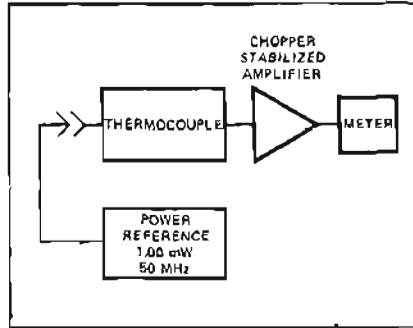 CHOPPER
STABILIZED
AMPLIFIER
THERMOCOUPLE
METER
POWER
REFERENCE
1.00 mW
50 MHz